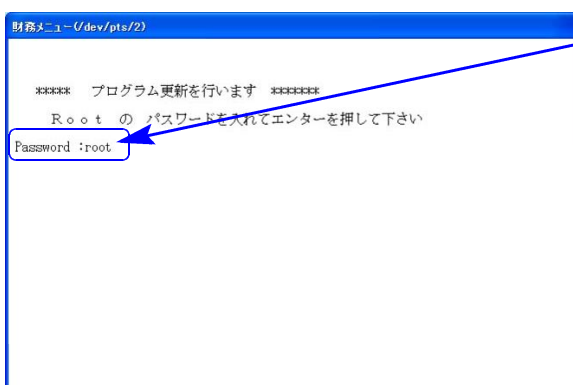 財務メニュー(/dev/pts/2)
***** プログラム更新を行います *******
Ｒｏｏｔ の パスワードを入れてエンターを押して下さい
Password :root